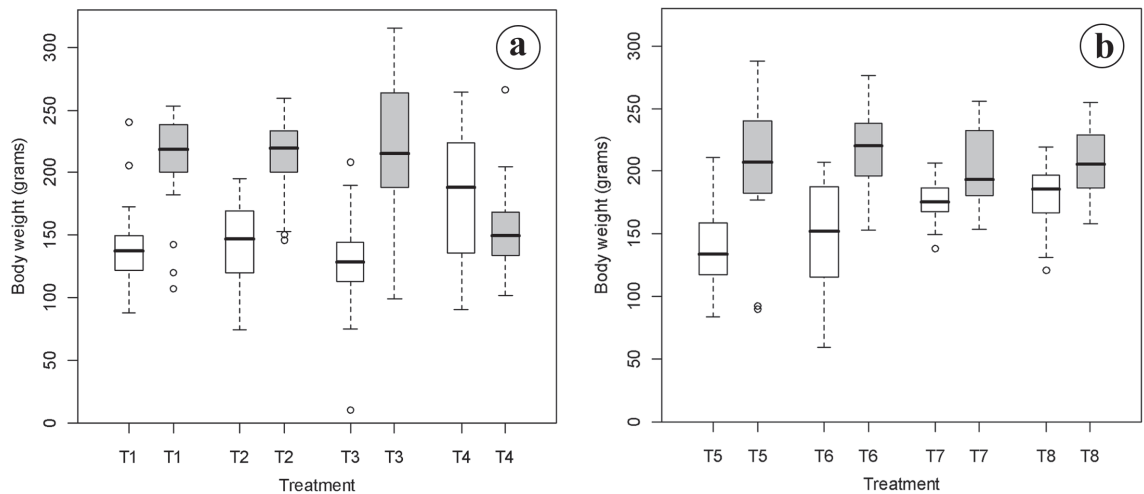 a
Body weight (grams)
0 50 100 150 200 250 300
T1 T1 T2 T2 T3 T3 T4 T4
Treatment
b
Body weight (grams)
0 50 100 150 200 250 300
T5 T5 T6 T6 T7 T7 T8 T8
Treatment